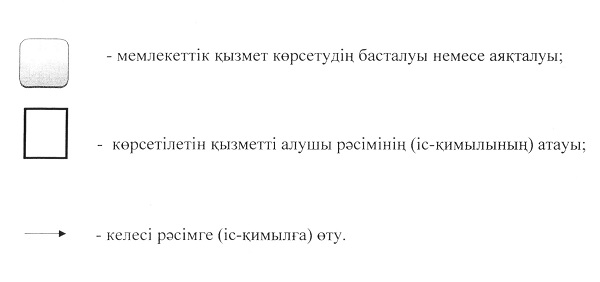 - мемлекеттік қызмет көрсетудің басталуы немесе аяқталуы;
- көрсетілетін қызметті алушы рәсімінің (іс-қимылының) атауы;
- келесі рәсімге (іс-қимылға) өту.